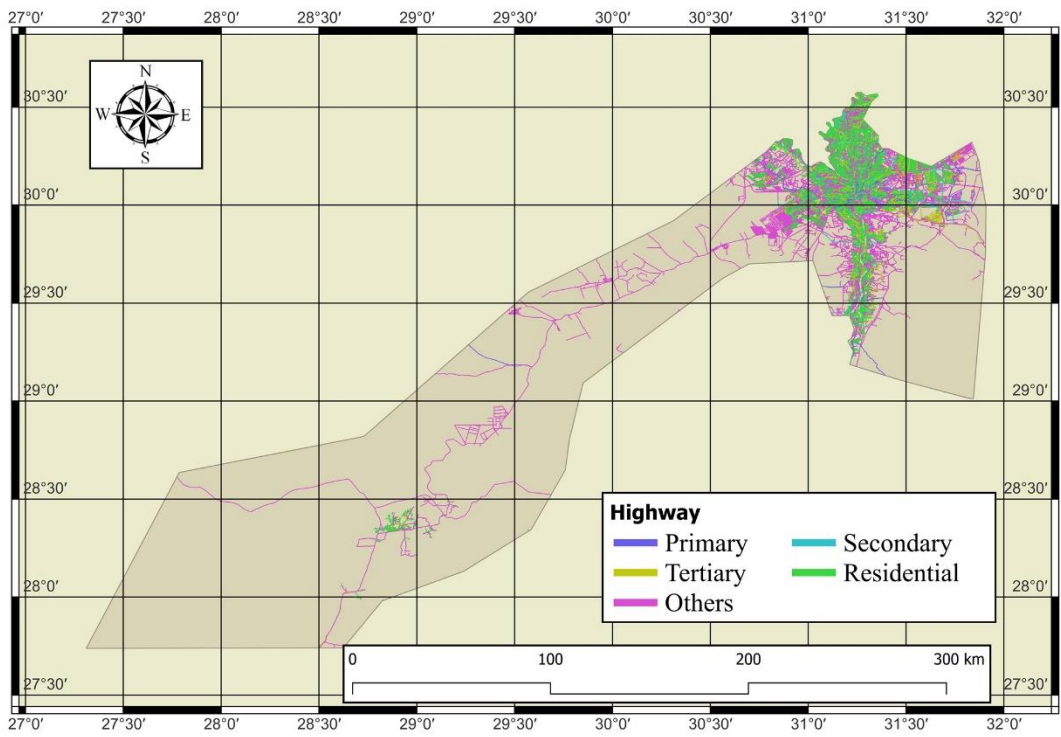 27°0' 27°30' 28°0' 28°30' 29°0' 29°30' 30°0' 30°30' 31°0' 31°30' 32°0'
N
W E
S
30°30' 30°30'
30°0' 30°0'
29°30' 29°30'
29°0' 29°0'
28°30' 28°30'
Highway
Primary Secondary
Tertiary Residential
Others
28°0' 28°0'
0 100 200 300 km
27°30' 27°30'
27°0' 27°30' 28°0' 28°30' 29°0' 29°30' 30°0' 30°30' 31°0' 31°30' 32°0'